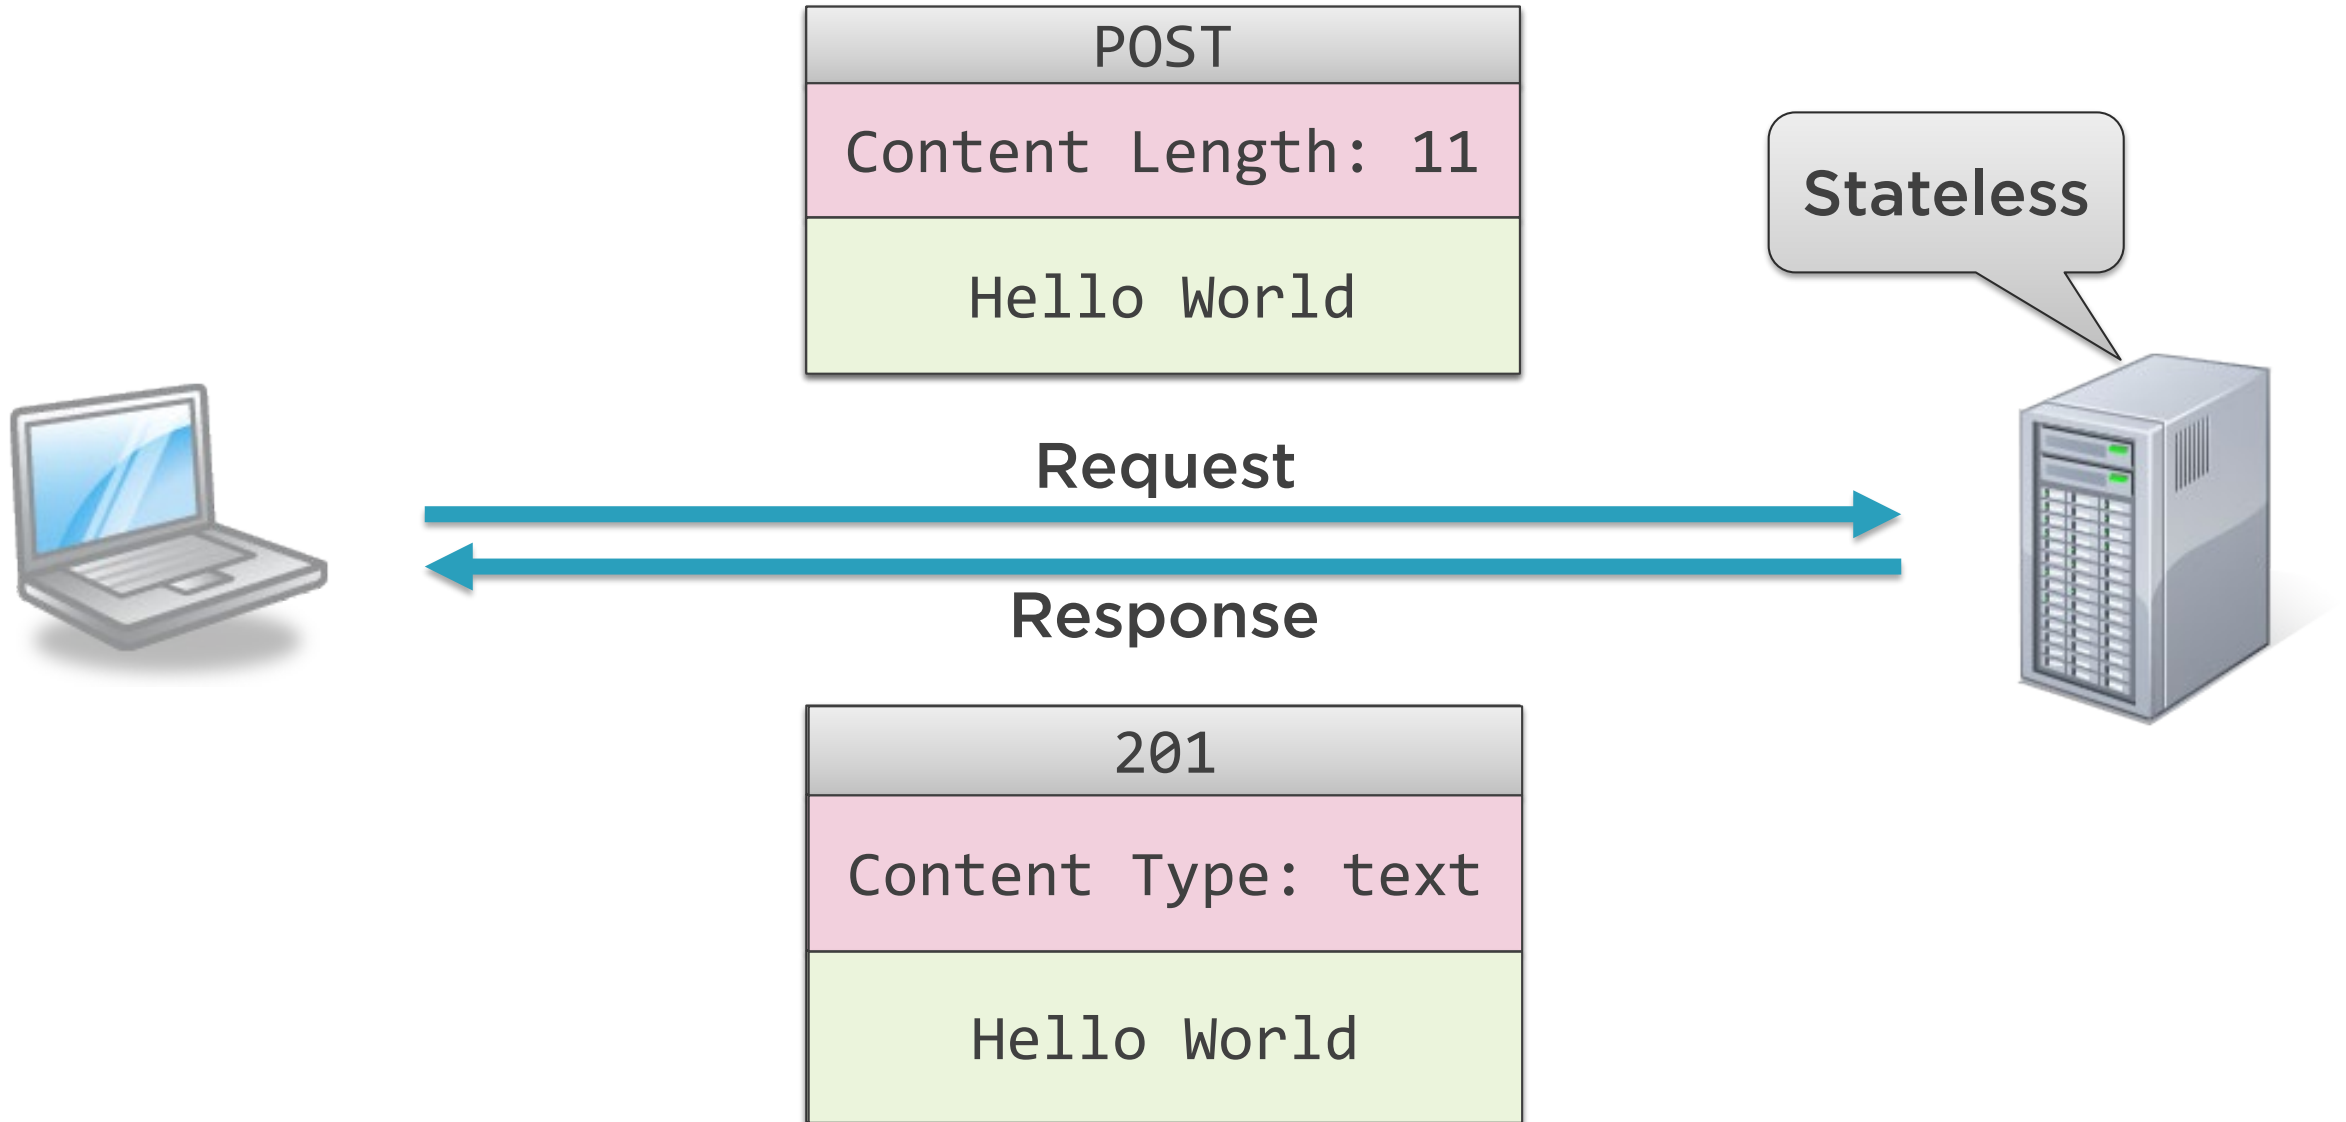 POST
Content Length: 11
Hello World
Stateless
Request
Response
201
Content Type: text
Hello World